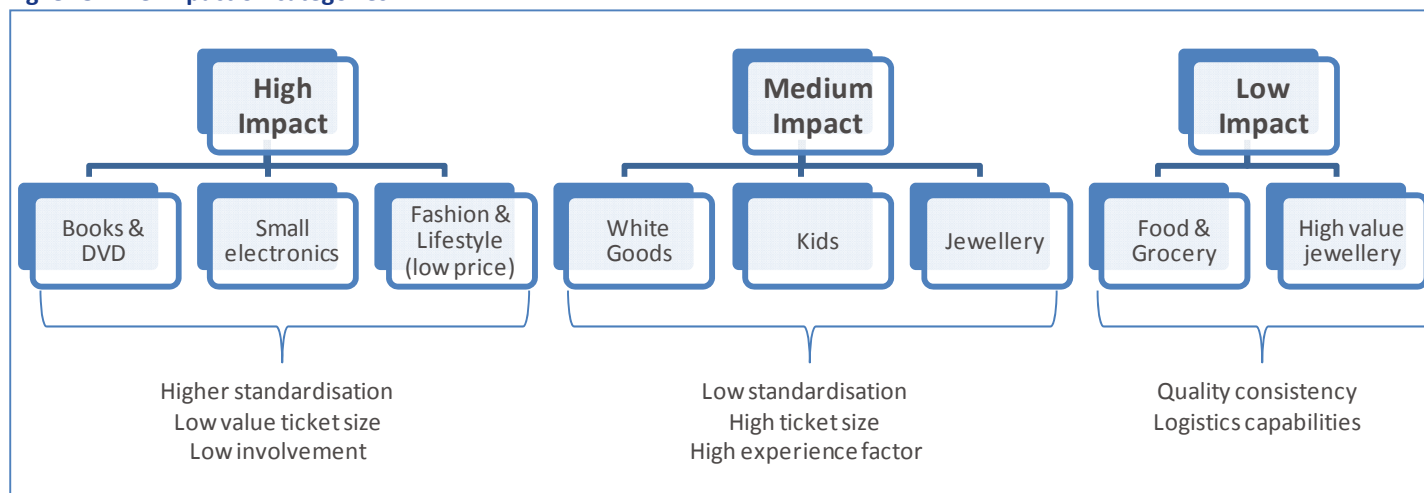 High
Impact
Medium
Impact
Low
Impact
Books &
DVD
Small
electronics
Fashion &
Lifestyle
(low price)
White
Goods
Kids
Jewellery
Food &
Grocery
High value
jewellery
Higher standardisation
Low value ticket size
Low involvement
Low standardisation
High ticket size
High experience factor
Quality consistency
Logistics capabilities